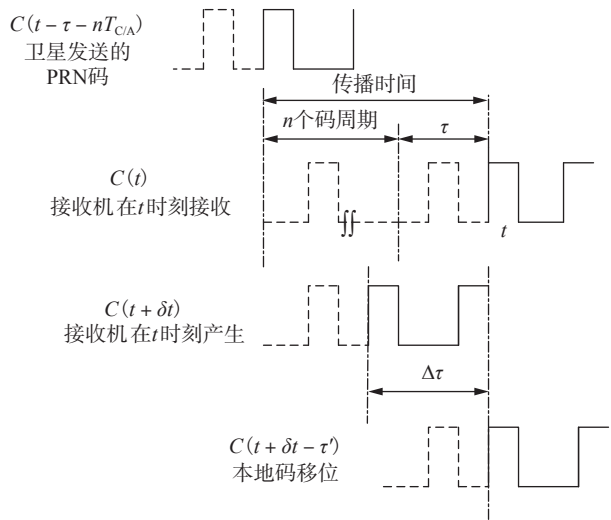 C(t − τ − nT_C/A)
卫星发送的
PRN码
传播时间
n个码周期
τ
C(t)
接收机在t时刻接收
t
C(t + δt)
接收机在t时刻产生
Δτ
C(t + δt − τ′)
本地码移位